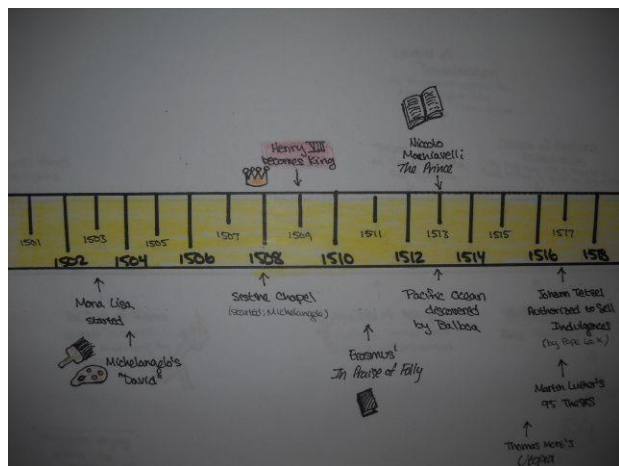 Henry VIII
becomes King
Niccolo
Machiavelli
The Prince
1501
1503
1505
1507
1509
1511
1513
1515
1517
1502
1504
1506
1508
1510
1512
1514
1516
1518
Mona Lisa
started
Michelangelo's
"David"
Sistine Chapel
(started: Michelangelo)
Erasmus'
In Praise of Folly
Pacific Ocean
discovered
by Balboa
Johann Tetzel
Authorized to Sell
Indulgences
(by Pope Leo X)
Martin Luther's
95 Theses
Thomas More's
Utopia